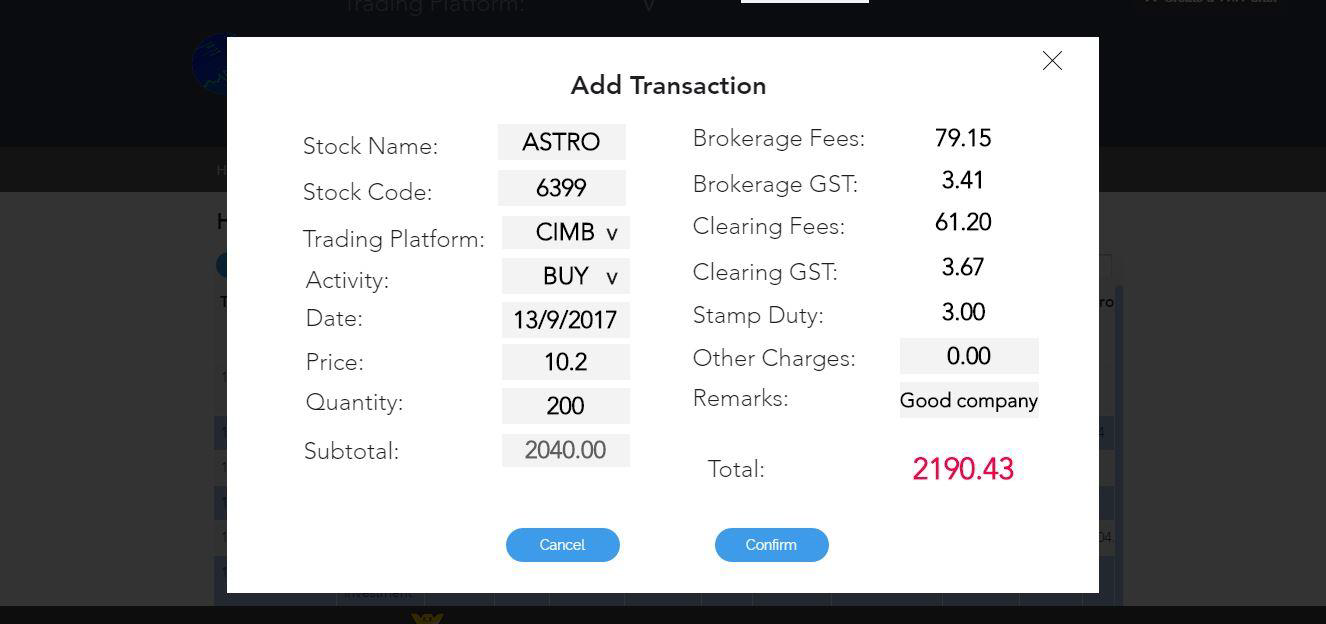 Trading Platform: v
Add Transaction
Stock Name: ASTRO
Stock Code: 6399
Trading Platform: CIMB v
Activity: BUY v
Date: 13/9/2017
Price: 10.2
Quantity: 200
Subtotal: 2040.00
Brokerage Fees: 79.15
Brokerage GST: 3.41
Clearing Fees: 61.20
Clearing GST: 3.67
Stamp Duty: 3.00
Other Charges: 0.00
Remarks: Good company
Total: 2190.43
Cancel
Confirm
investment